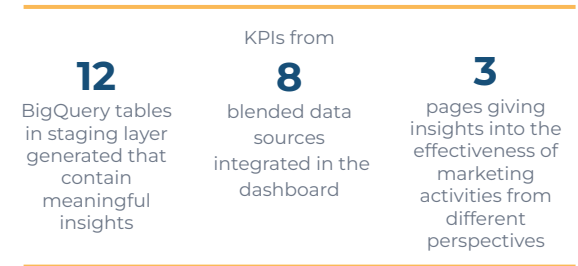 12
BigQuery tables
in staging layer
generated that
contain
meaningful
insights
KPIs from
8
blended data
sources
integrated in the
dashboard
3
pages giving
insights into the
effectiveness of
marketing
activities from
different
perspectives